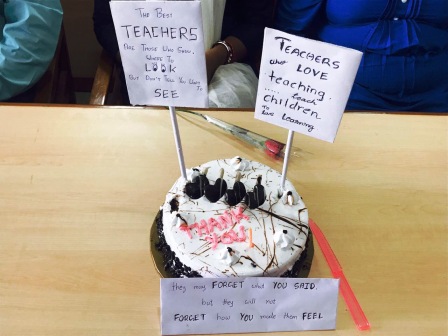 THE BEST
TEACHERS
ARE THOSE WHO SHOW,
WHERE TO
LOOK
BUT DON'T TELL YOU WHAT
TO
SEE
TEACHERS
who LOVE
teaching.
..... teach
children
TO
love LEARNING
THANK
YOU
they may FORGET what YOU SAID,
but they will not
FORGET how YOU made them FEEL